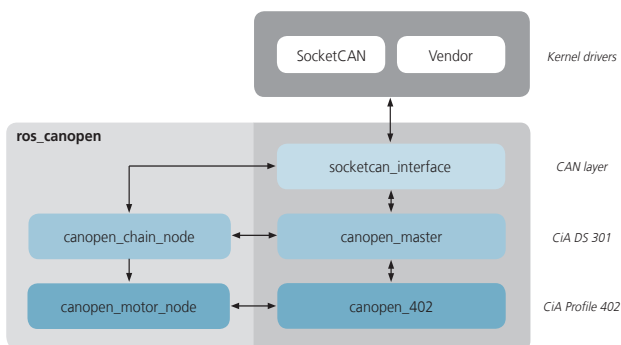 SocketCAN
Vendor
Kernel drivers
ros_canopen
socketcan_interface
CAN layer
canopen_chain_node
canopen_master
CiA DS 301
canopen_motor_node
canopen_402
CiA Profile 402